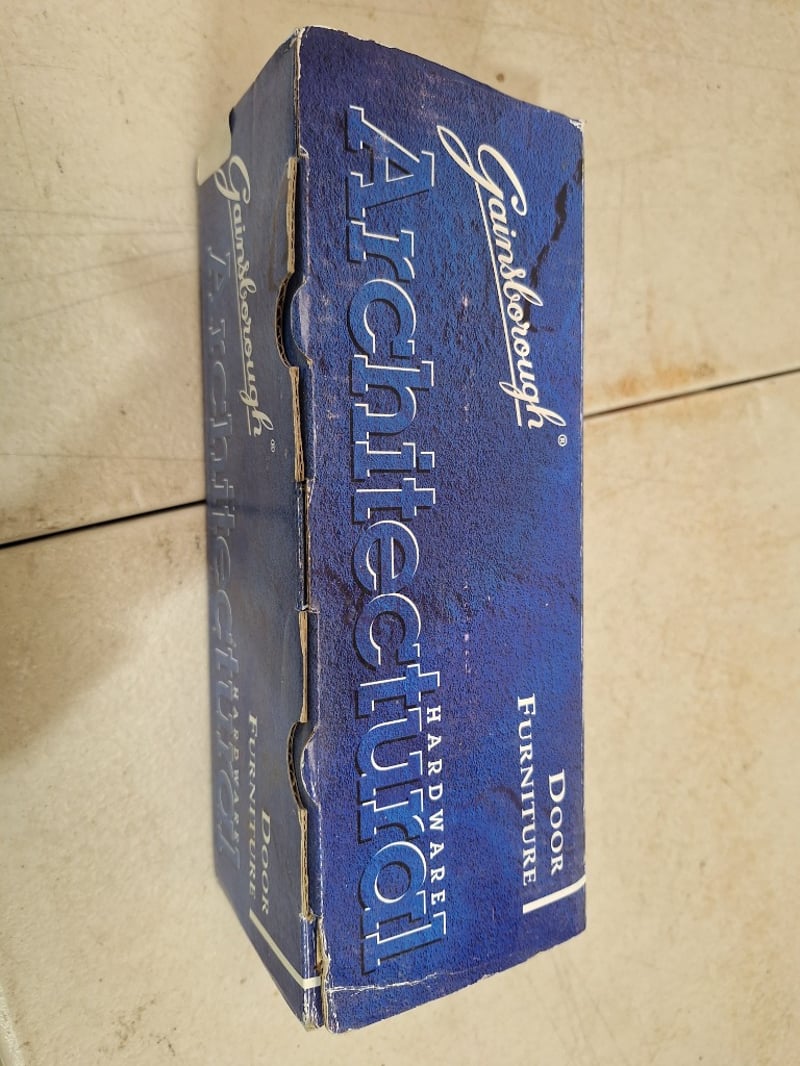 Gainsborough®
DOOR
FURNITURE
HARDWARE
Architectural
Gainsborough®
DOOR
FURNITURE
HARDWARE
Architectural